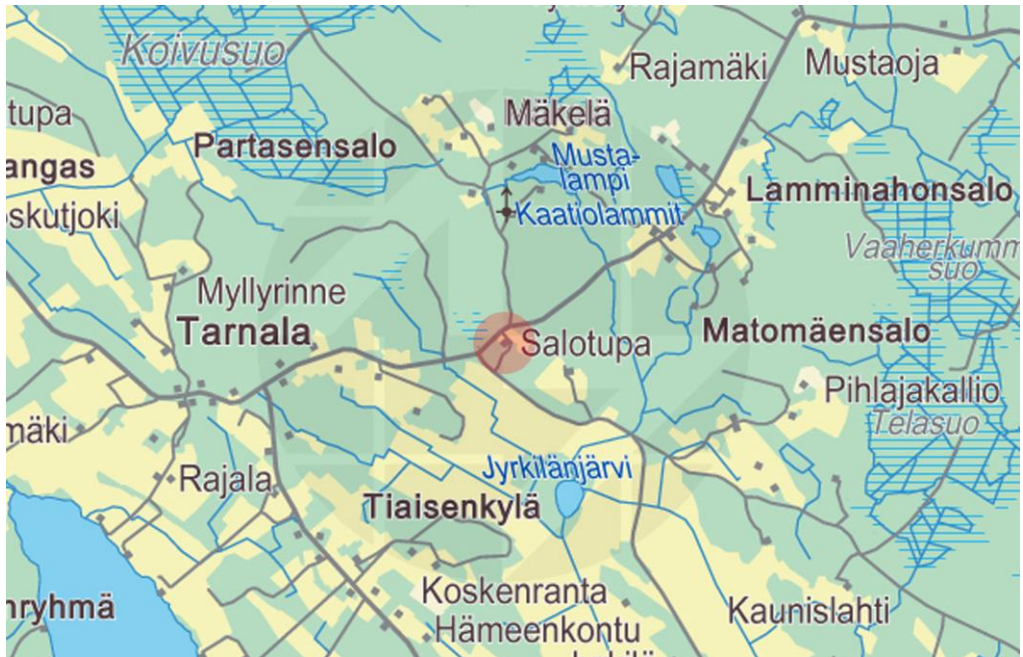 Koivusuo
Rajamäki
Mustaoja
tupa
Mäkelä
Partasensalo
Musta-
lampi
angas
Lamminahonsalo
oskutjoki
Kaatiolammit
Vaaherkumm
suo
Myllyrinne
Tarnala
Salotupa
Matomäensalo
Pihlajakallio
Telasuo
mäki
Jyrkilänjärvi
Rajala
Tiaisenkylä
Koskenranta
nryhmä
Kaunislahti
Hämeenkontu